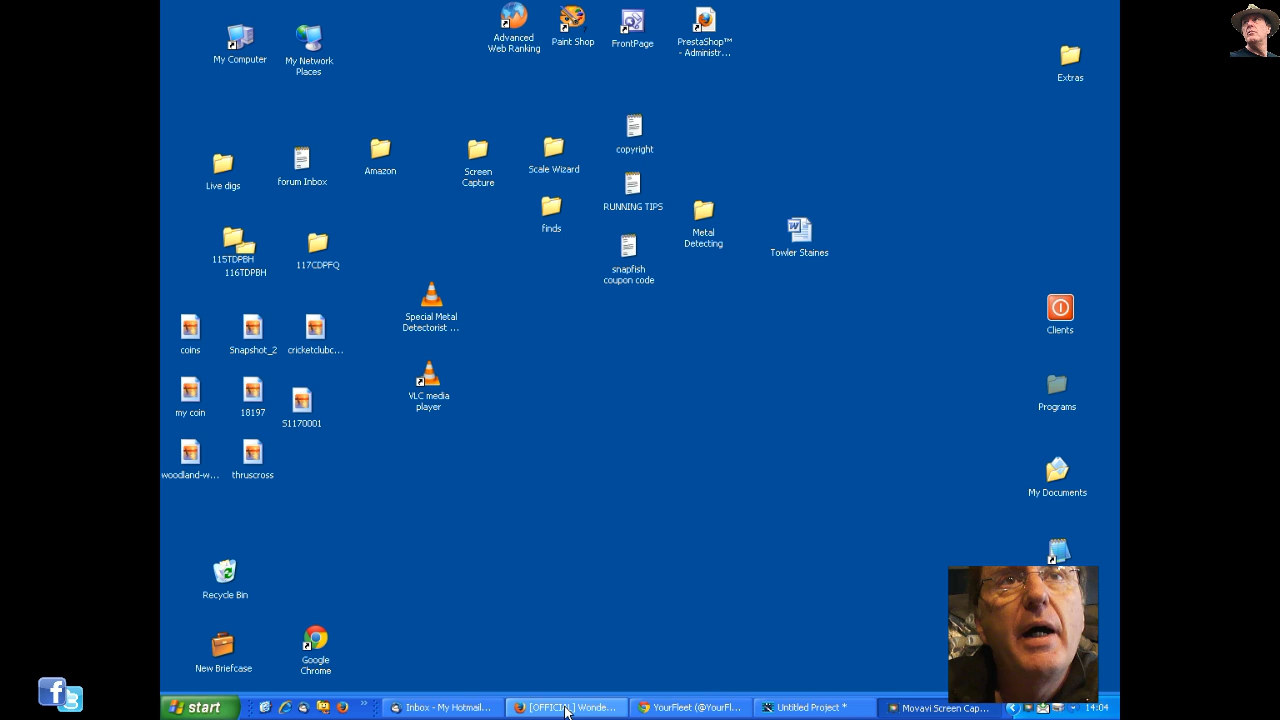 Advanced
Web Ranking
Paint Shop
FrontPage
PrestaShop™
- Administr...
My Computer
My Network
Places
Extras
copyright
Live digs
forum Inbox
Amazon
Screen
Capture
Scale Wizard
RUNNING TIPS
finds
Metal
Detecting
Towler Staines
115TDPBH
116TDPBH
117CDPFQ
snapfish
coupon code
Special Metal
Detectorist ...
Clients
coins
Snapshot_2
cricketclubc...
VLC media
player
Programs
my coin
18197
S1170001
woodland-w...
thruscross
My Documents
Recycle Bin
New Briefcase
Google
Chrome
start
Inbox - My Hotmail...
[OFFICIAL] Wonde...
YourFleet (@YourFl...
Untitled Project *
Movavi Screen Cap...
14:04